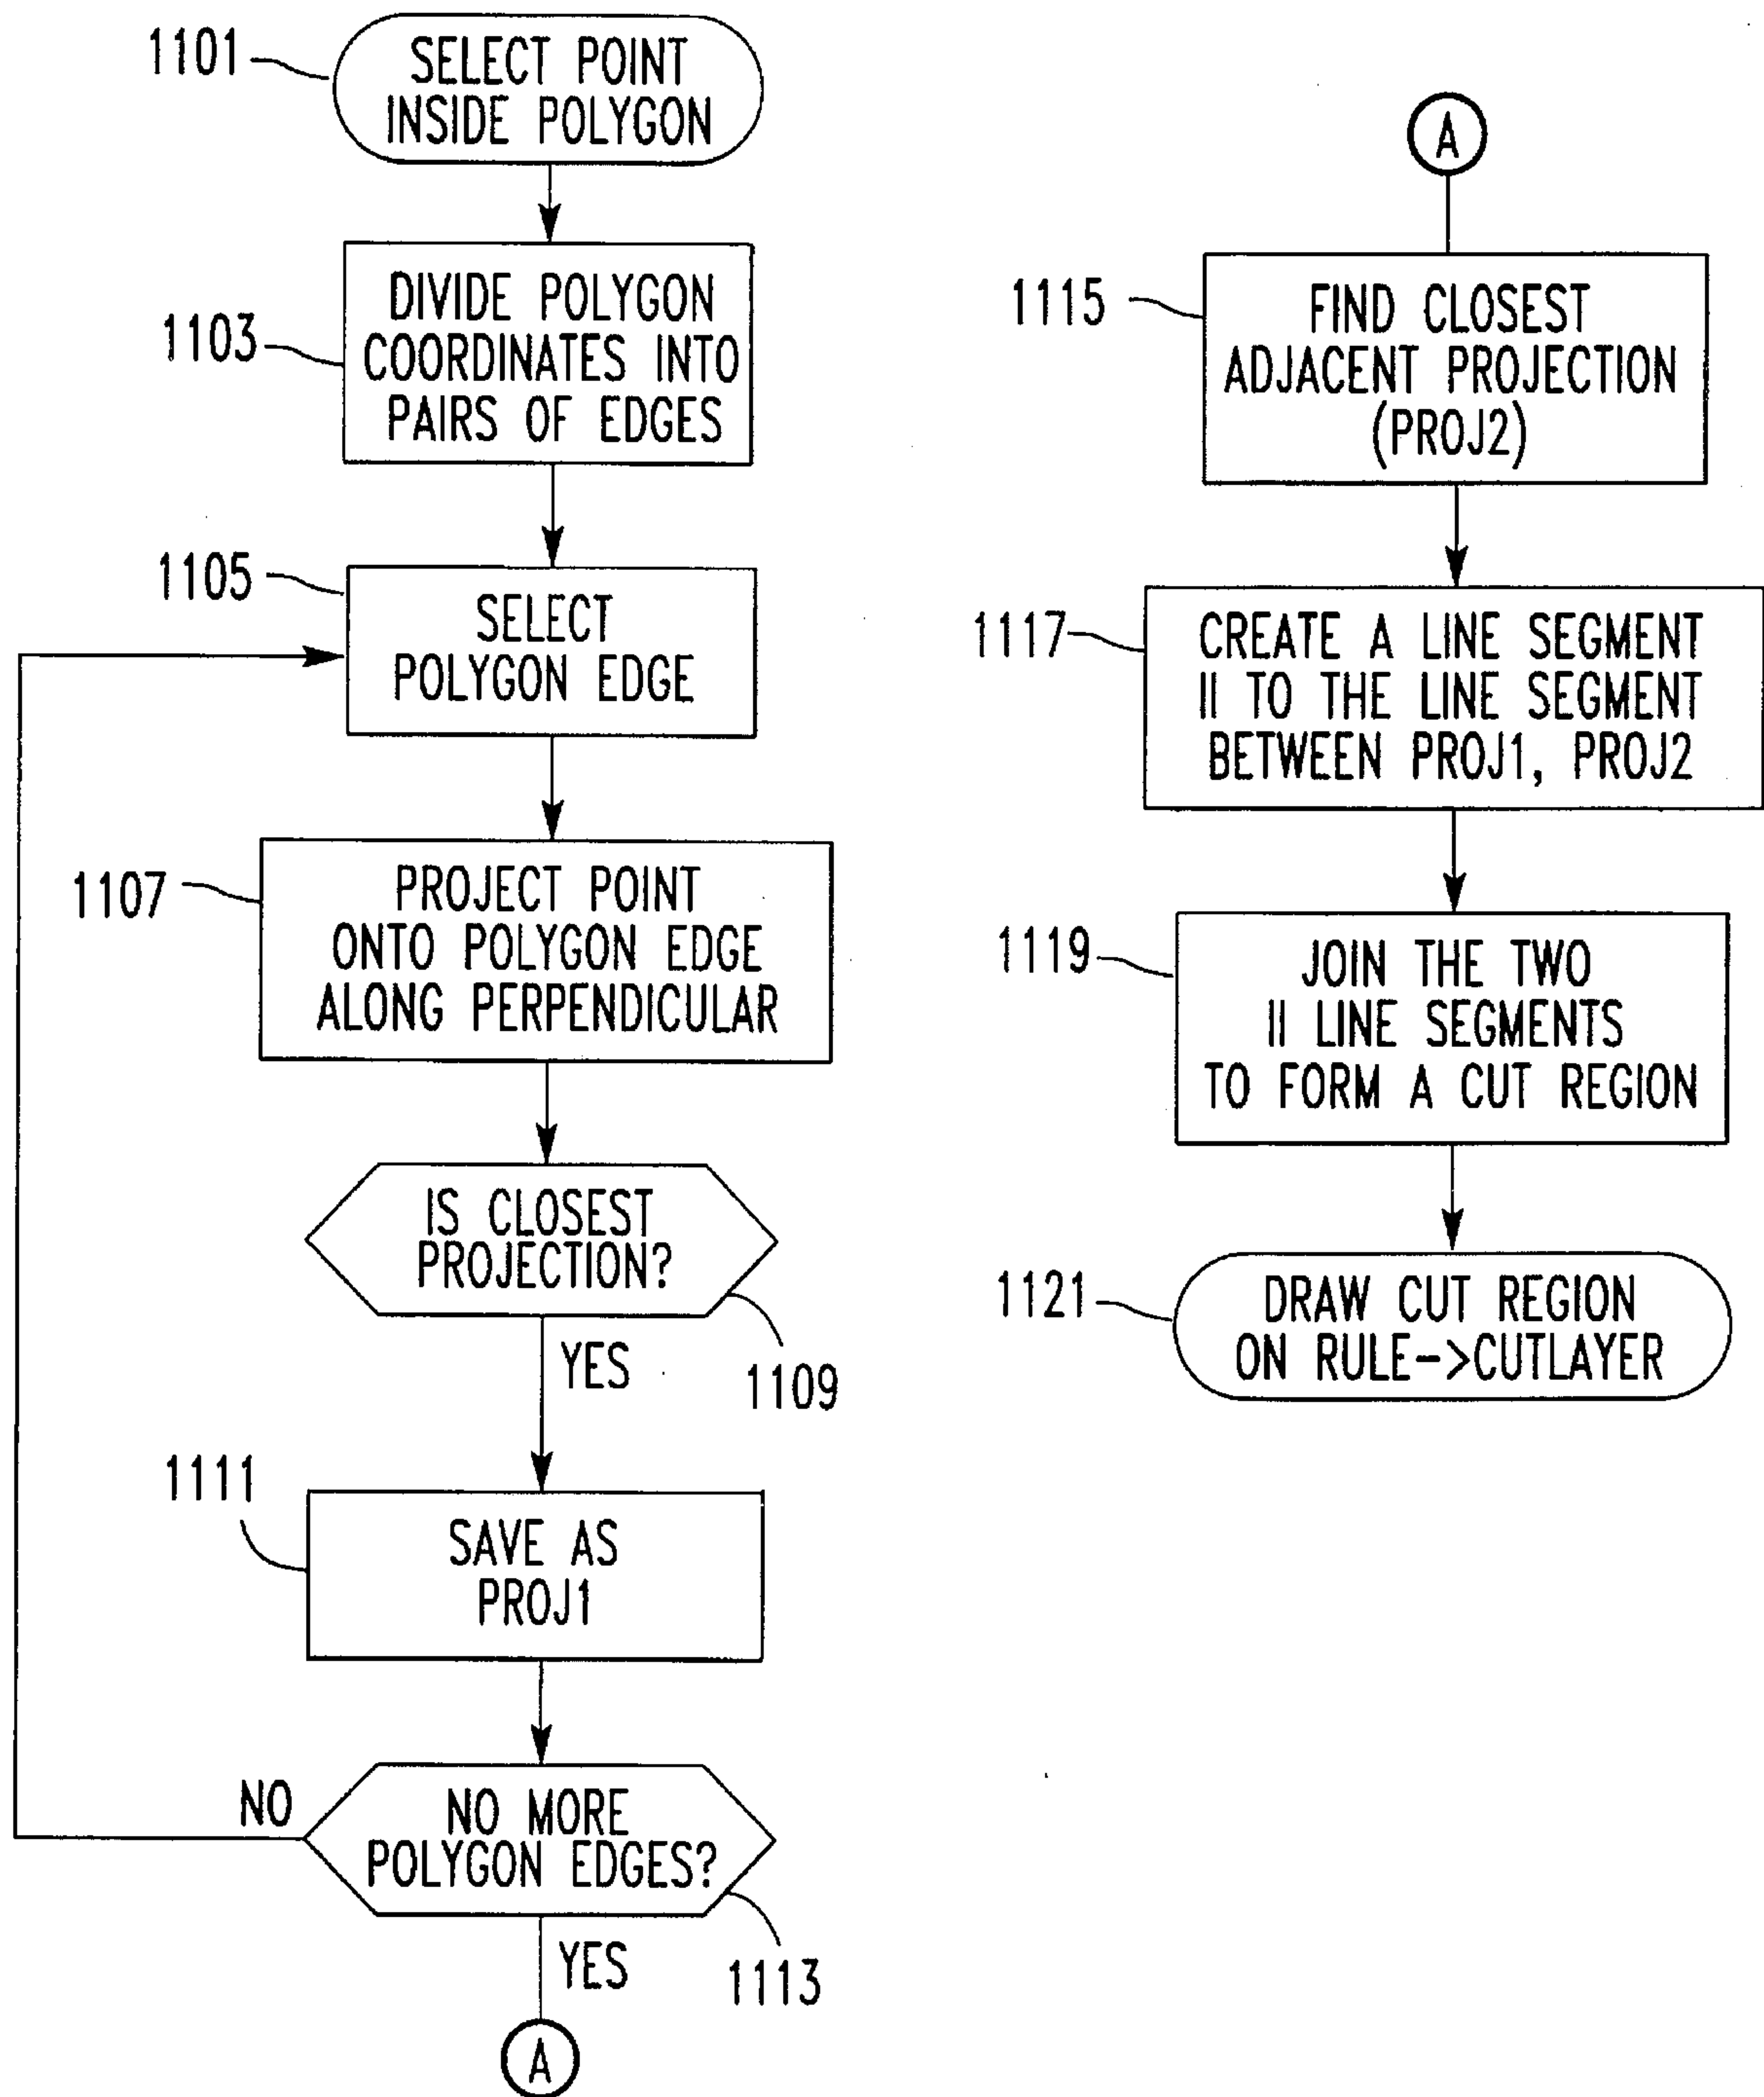 1101
SELECT POINT
INSIDE POLYGON
1103
DIVIDE POLYGON
COORDINATES INTO
PAIRS OF EDGES
1105
SELECT
POLYGON EDGE
1107
PROJECT POINT
ONTO POLYGON EDGE
ALONG PERPENDICULAR
IS CLOSEST
PROJECTION?
1109
YES
1111
SAVE AS
PROJ1
NO
NO MORE
POLYGON EDGES?
1113
YES
A
A
1115
FIND CLOSEST
ADJACENT PROJECTION
(PROJ2)
1117
CREATE A LINE SEGMENT
|| TO THE LINE SEGMENT
BETWEEN PROJ1, PROJ2
1119
JOIN THE TWO
|| LINE SEGMENTS
TO FORM A CUT REGION
1121
DRAW CUT REGION
ON RULE->CUTLAYER